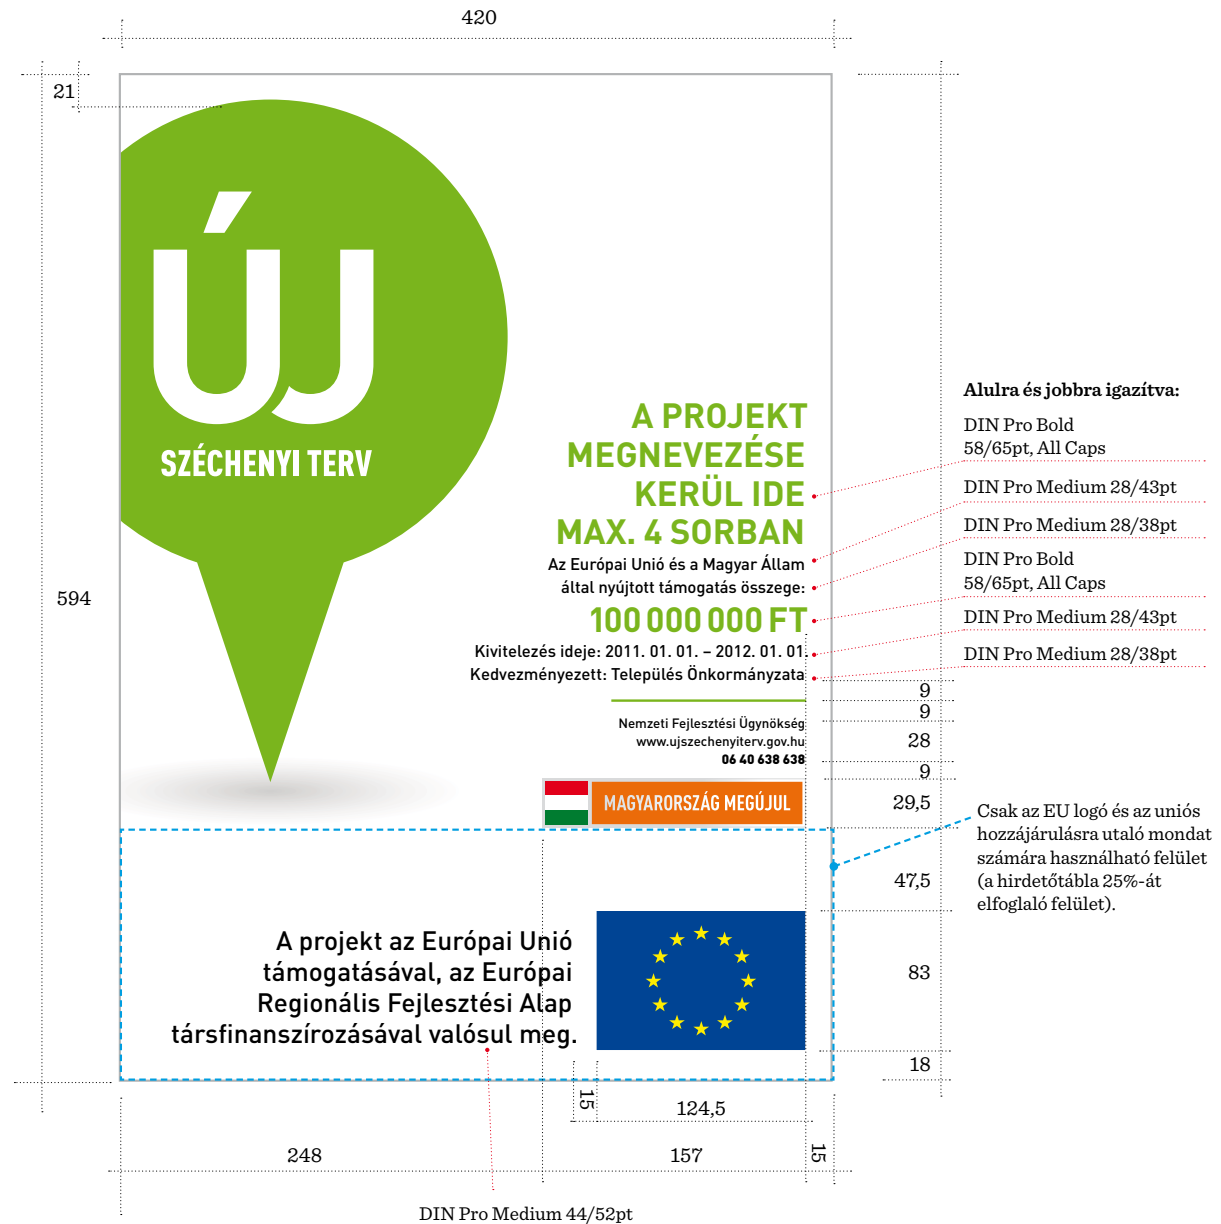 420
21
594
ÚJ
SZÉCHENYI TERV
A PROJEKT
MEGNEVEZÉSE
KERÜL IDE
MAX. 4 SORBAN
Az Európai Unió és a Magyar Állam
által nyújtott támogatás összege:
100 000 000 FT
Kivitelezés ideje: 2011. 01. 01. – 2012. 01. 01.
Kedvezményezett: Település Önkormányzata
Nemzeti Fejlesztési Ügynökség
www.ujszechenyiterv.gov.hu
06 40 638 638
MAGYARORSZÁG MEGÚJUL
Alulra és jobbra igazítva:
DIN Pro Bold
58/65pt, All Caps
DIN Pro Medium 28/43pt
DIN Pro Medium 28/38pt
DIN Pro Bold
58/65pt, All Caps
DIN Pro Medium 28/43pt
DIN Pro Medium 28/38pt
9
9
28
9
29,5
47,5
83
18
Csak az EU logó és az uniós
hozzájárulásra utaló mondat
számára használható felület
(a hirdetőtábla 25%-át
elfoglaló felület).
A projekt az Európai Unió
támogatásával, az Európai
Regionális Fejlesztési Alap
társfinanszírozásával valósul meg.
15
124,5
248
157
15
DIN Pro Medium 44/52pt